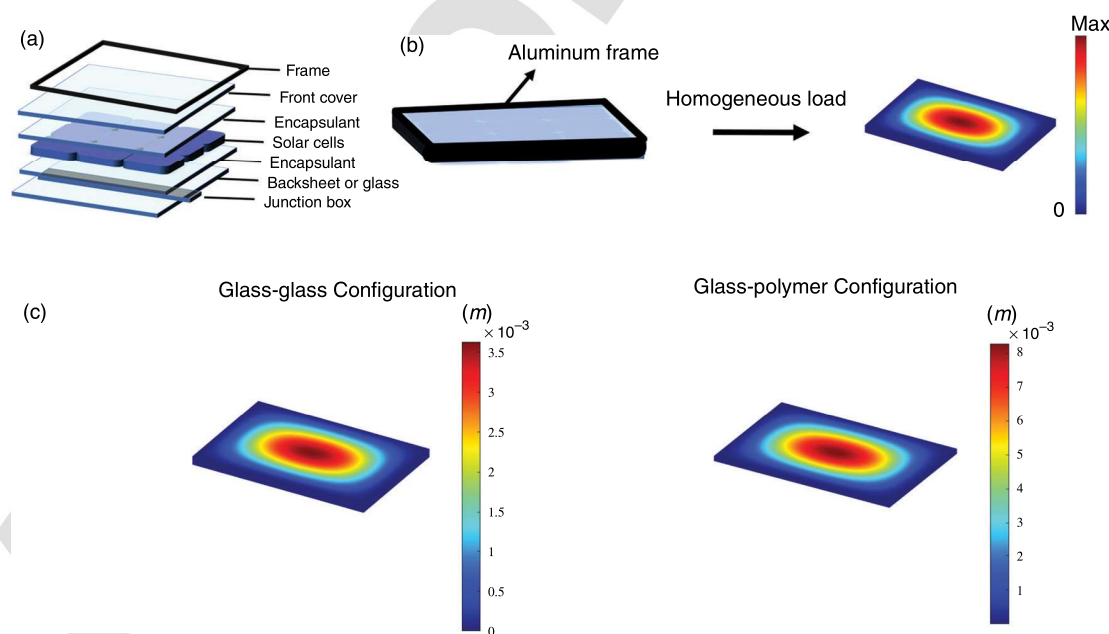 (a)
Frame
Front cover
Encapsulant
Solar cells
Encapsulant
Backsheet or glass
Junction box
(b)
Aluminum frame
Homogeneous load
Max
0
(c)
Glass-glass Configuration
(m)
× 10⁻³
3.5
3
2.5
2
1.5
1
0.5
0
Glass-polymer Configuration
(m)
× 10⁻³
8
7
6
5
4
3
2
1